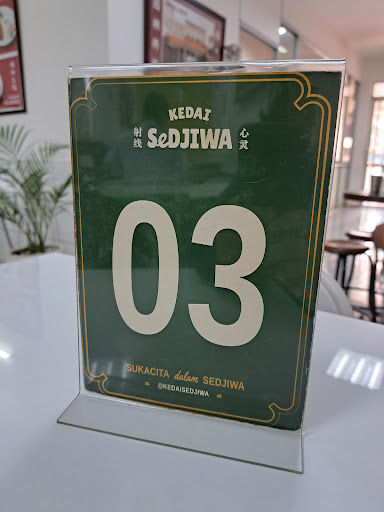 KEDAI
射线 SeDJIWA 心灵
03
SUKACITA dalam SEDJIWA
@KEDAISEDJIWA